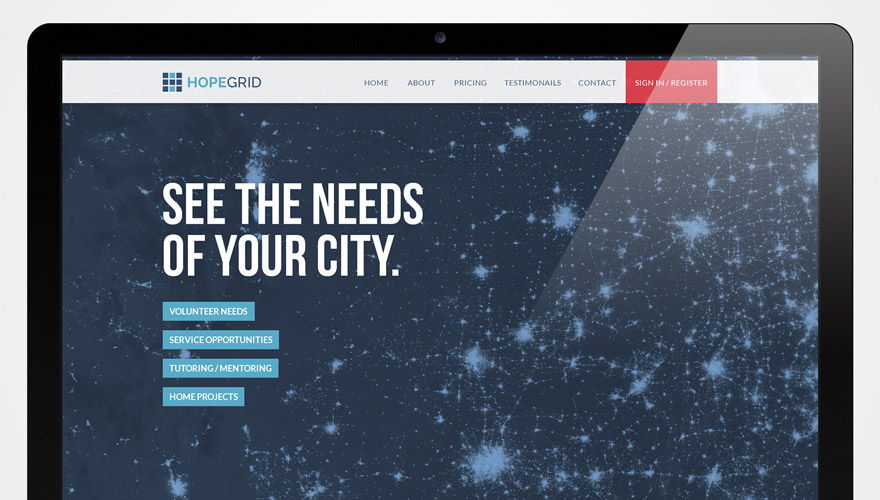 HOPEGRID
HOME ABOUT PRICING TESTIMONAILS CONTACT SIGN IN / REGISTER
SEE THE NEEDS
OF YOUR CITY.
VOLUNTEER NEEDS
SERVICE OPPORTUNITIES
TUTORING / MENTORING
HOME PROJECTS